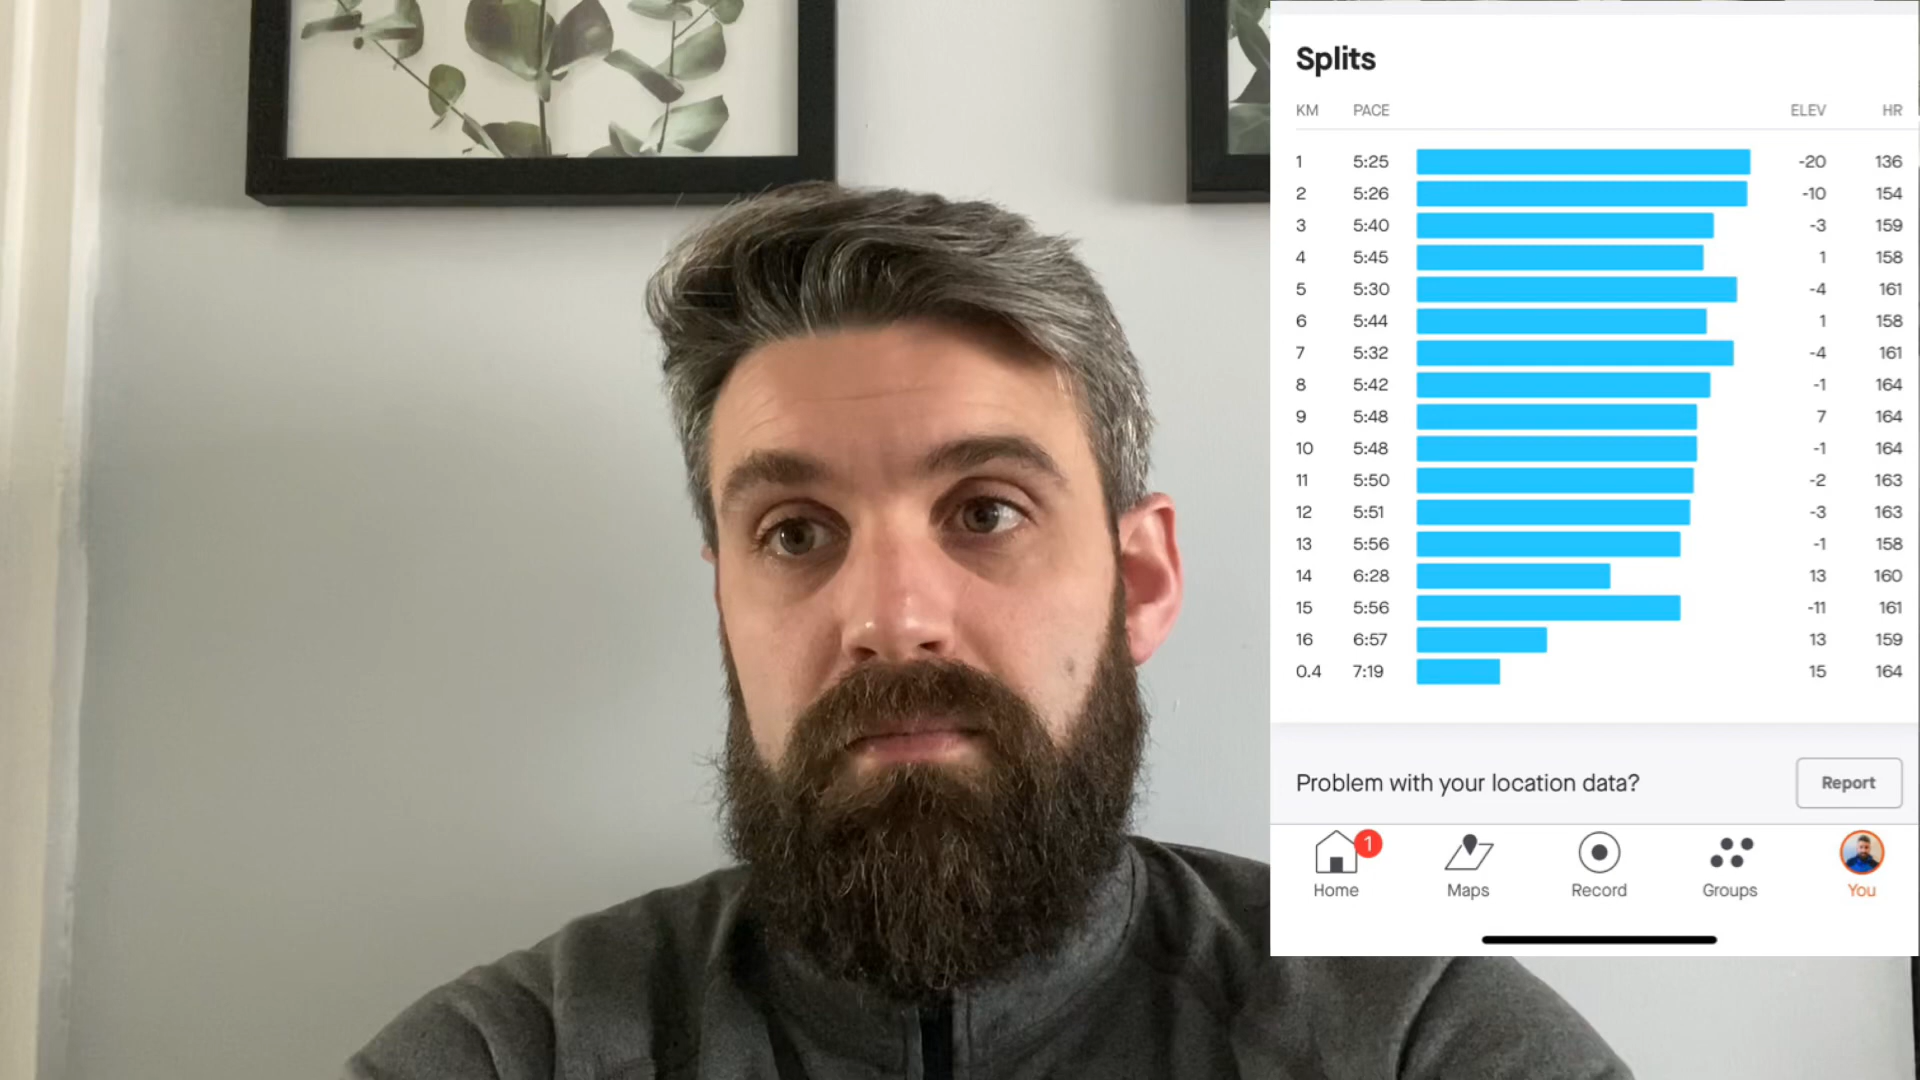 Splits
KM PACE ELEV HR
1 5:25 -20 136
2 5:26 -10 154
3 5:40 -3 159
4 5:45 1 158
5 5:30 -4 161
6 5:44 1 158
7 5:32 -4 161
8 5:42 -1 164
9 5:48 7 164
10 5:48 -1 164
11 5:50 -2 163
12 5:51 -3 163
13 5:56 -1 158
14 6:28 13 160
15 5:56 -11 161
16 6:57 13 159
0.4 7:19 15 164
Problem with your location data? Report
1
Home Maps Record Groups You